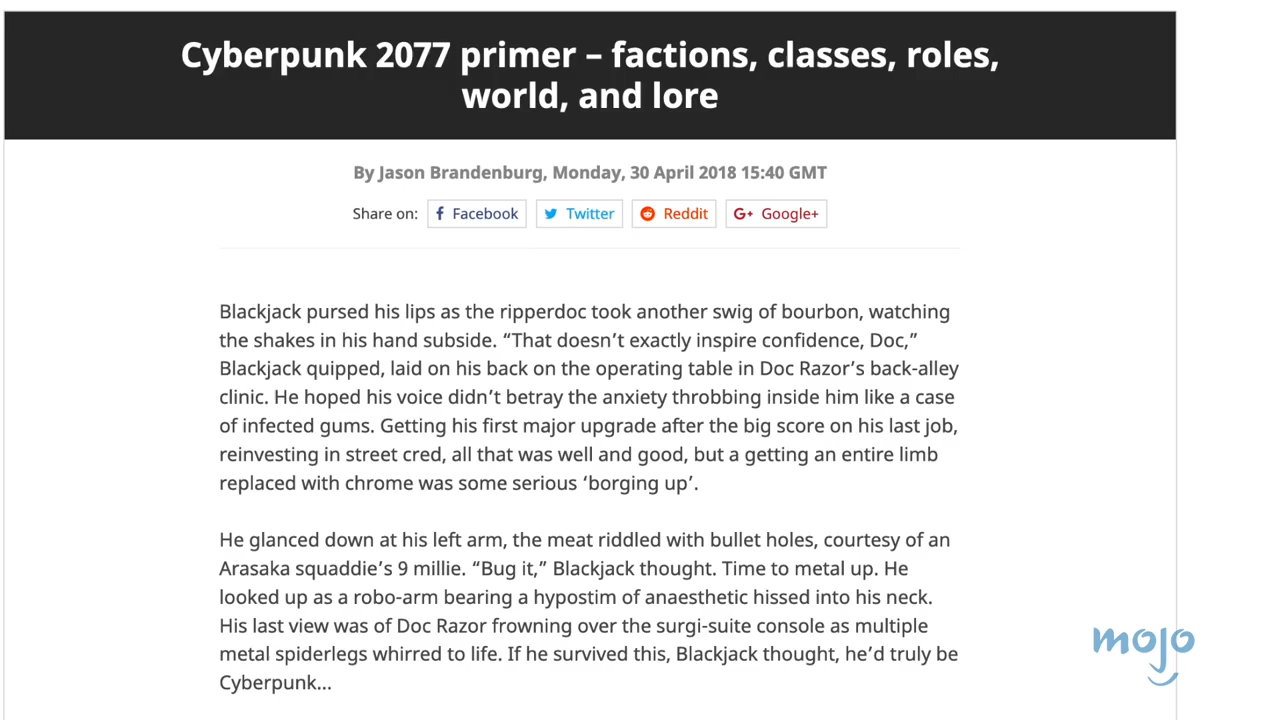 Cyberpunk 2077 primer – factions, classes, roles,
world, and lore
By Jason Brandenburg, Monday, 30 April 2018 15:40 GMT
Share on: Facebook Twitter Reddit G+ Google+
Blackjack pursed his lips as the ripperdoc took another swig of bourbon, watching
the shakes in his hand subside. “That doesn’t exactly inspire confidence, Doc,”
Blackjack quipped, laid on his back on the operating table in Doc Razor’s back-alley
clinic. He hoped his voice didn’t betray the anxiety throbbing inside him like a case
of infected gums. Getting his first major upgrade after the big score on his last job,
reinvesting in street cred, all that was well and good, but a getting an entire limb
replaced with chrome was some serious ‘borging up’.
He glanced down at his left arm, the meat riddled with bullet holes, courtesy of an
Arasaka squaddie’s 9 millie. “Bug it,” Blackjack thought. Time to metal up. He
looked up as a robo-arm bearing a hypostim of anaesthetic hissed into his neck.
His last view was of Doc Razor frowning over the surgi-suite console as multiple
metal spiderlegs whirred to life. If he survived this, Blackjack thought, he’d truly be
Cyberpunk...
mojo